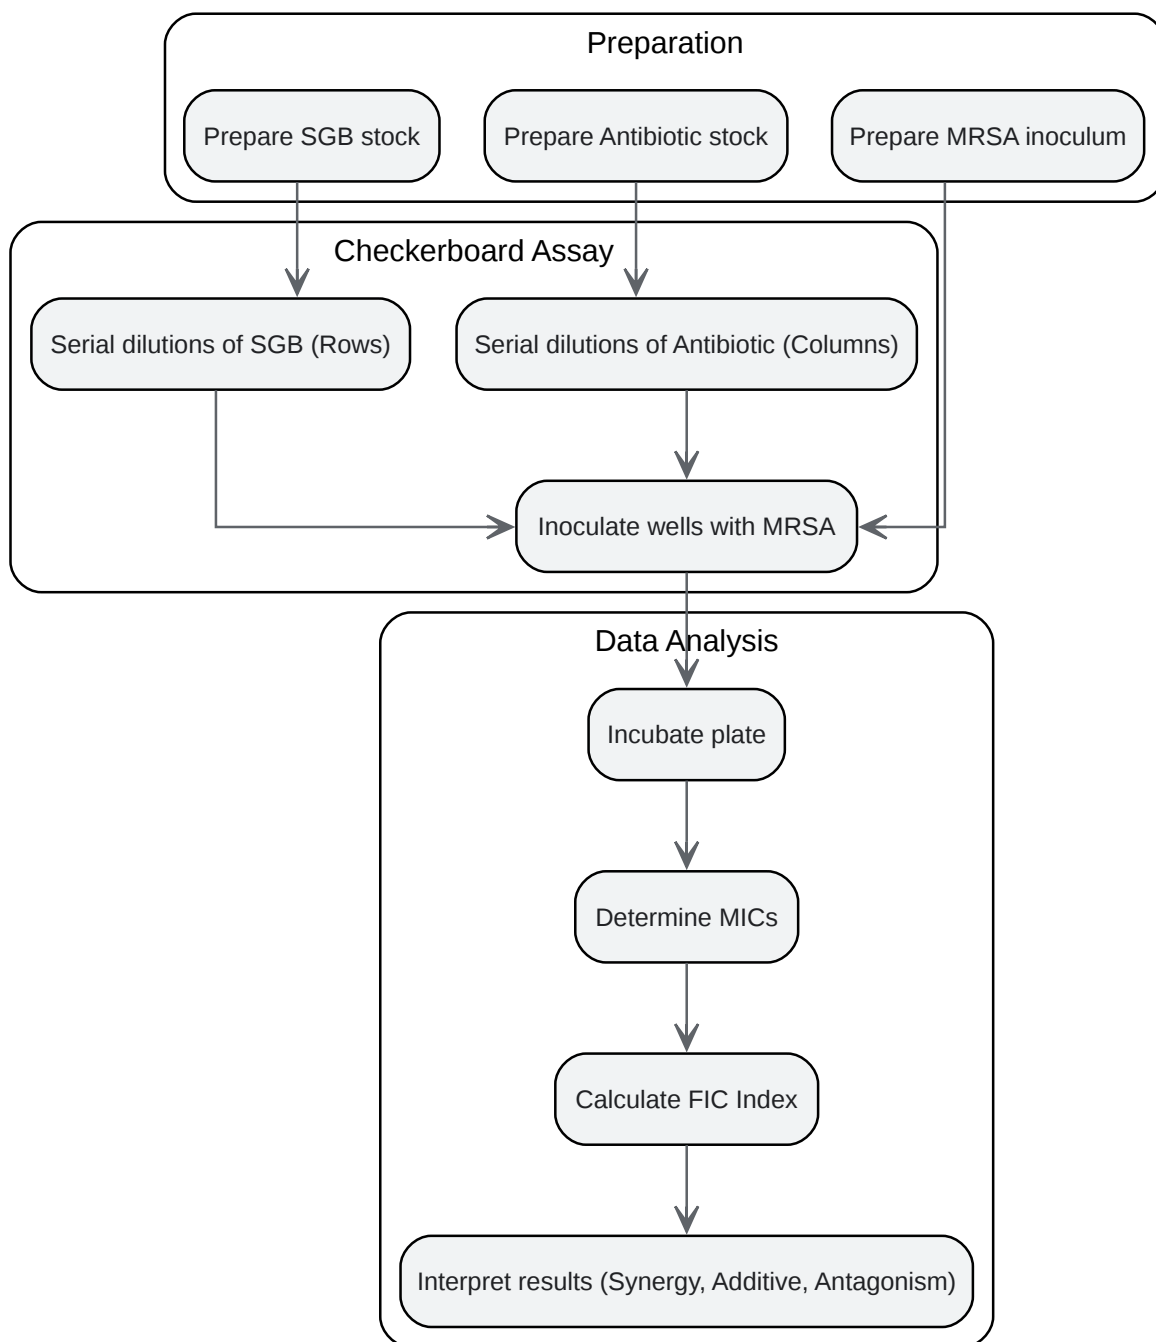 Preparation
Prepare SGB stock
Prepare Antibiotic stock
Prepare MRSA inoculum
Checkerboard Assay
Serial dilutions of SGB (Rows)
Serial dilutions of Antibiotic (Columns)
Inoculate wells with MRSA
Data Analysis
Incubate plate
Determine MICs
Calculate FIC Index
Interpret results (Synergy, Additive, Antagonism)